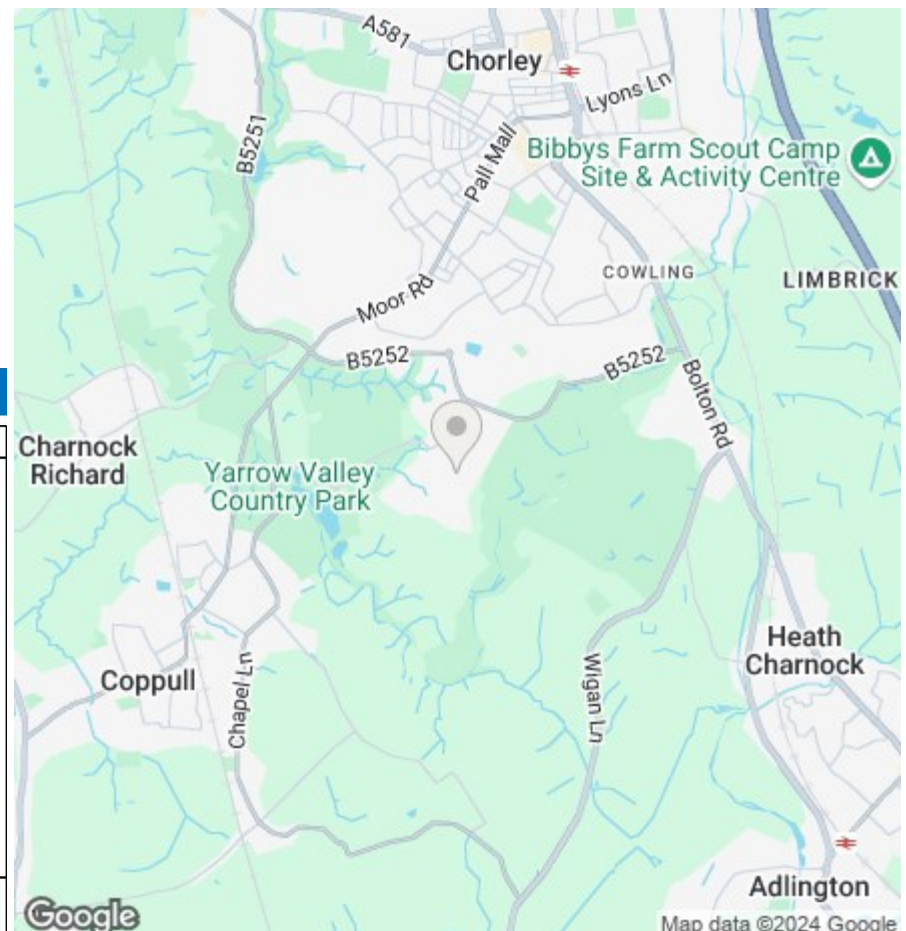 A581
Chorley
Lyons Ln
B5251
Pall Mall
Bibbys Farm Scout Camp
Site & Activity Centre
COWLING
LIMBRICK
Moor Rd
B5252
B5252
Bolton Rd
Charnock
Richard
Yarrow Valley
Country Park
Heath
Charnock
Coppull
Chapel Ln
Wigan Ln
Adlington
Google
Map data ©2024 Google